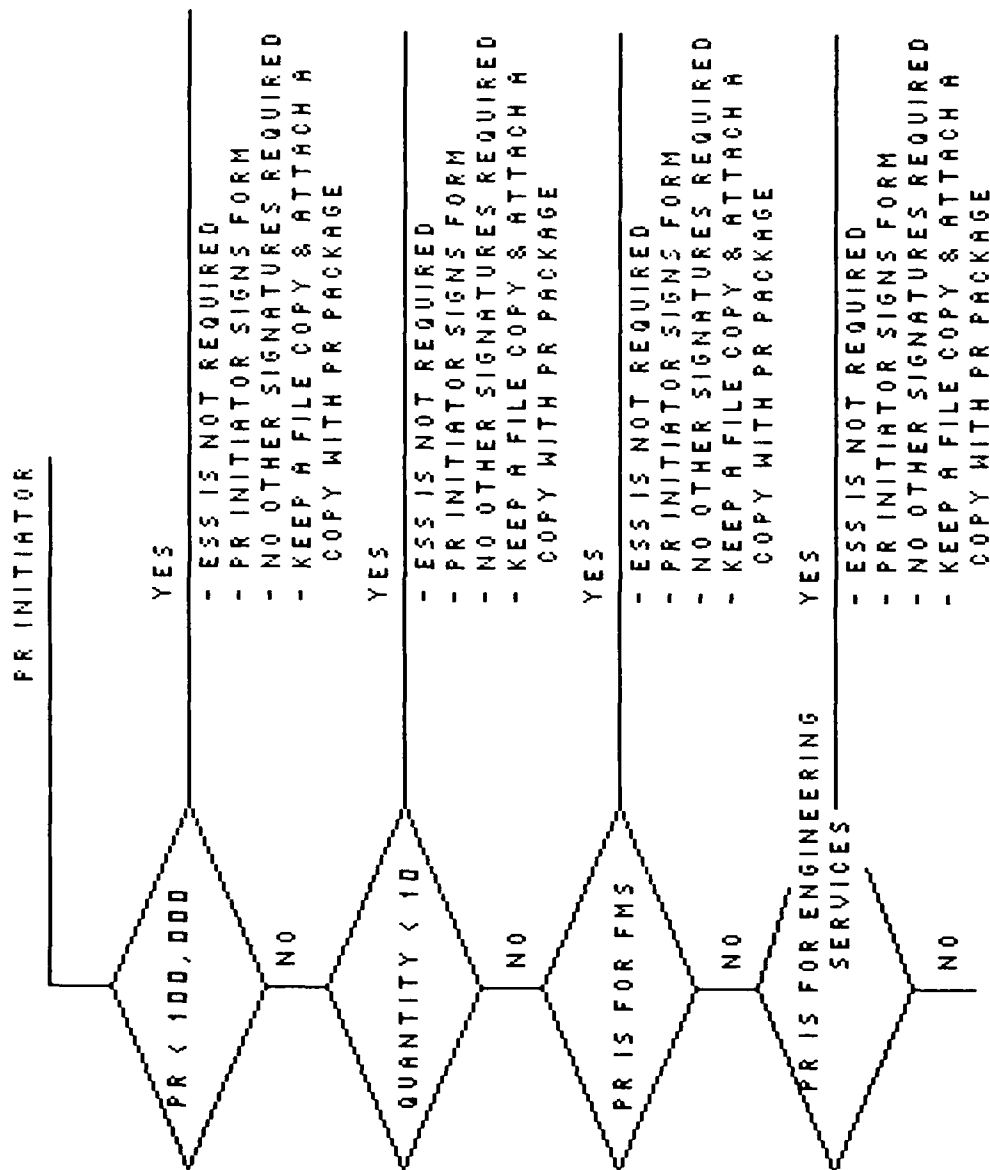 PR INITIATOR
PR < 100,000
YES
- ESS IS NOT REQUIRED
- PR INITIATOR SIGNS FORM
- NO OTHER SIGNATURES REQUIRED
- KEEP A FILE COPY & ATTACH A
COPY WITH PR PACKAGE
NO
QUANTITY < 10
YES
- ESS IS NOT REQUIRED
- PR INITIATOR SIGNS FORM
- NO OTHER SIGNATURES REQUIRED
- KEEP A FILE COPY & ATTACH A
COPY WITH PR PACKAGE
NO
PR IS FOR FMS
YES
- ESS IS NOT REQUIRED
- PR INITIATOR SIGNS FORM
- NO OTHER SIGNATURES REQUIRED
- KEEP A FILE COPY & ATTACH A
COPY WITH PR PACKAGE
NO
PR IS FOR ENGINEERING
SERVICES
YES
- ESS IS NOT REQUIRED
- PR INITIATOR SIGNS FORM
- NO OTHER SIGNATURES REQUIRED
- KEEP A FILE COPY & ATTACH A
COPY WITH PR PACKAGE
NO